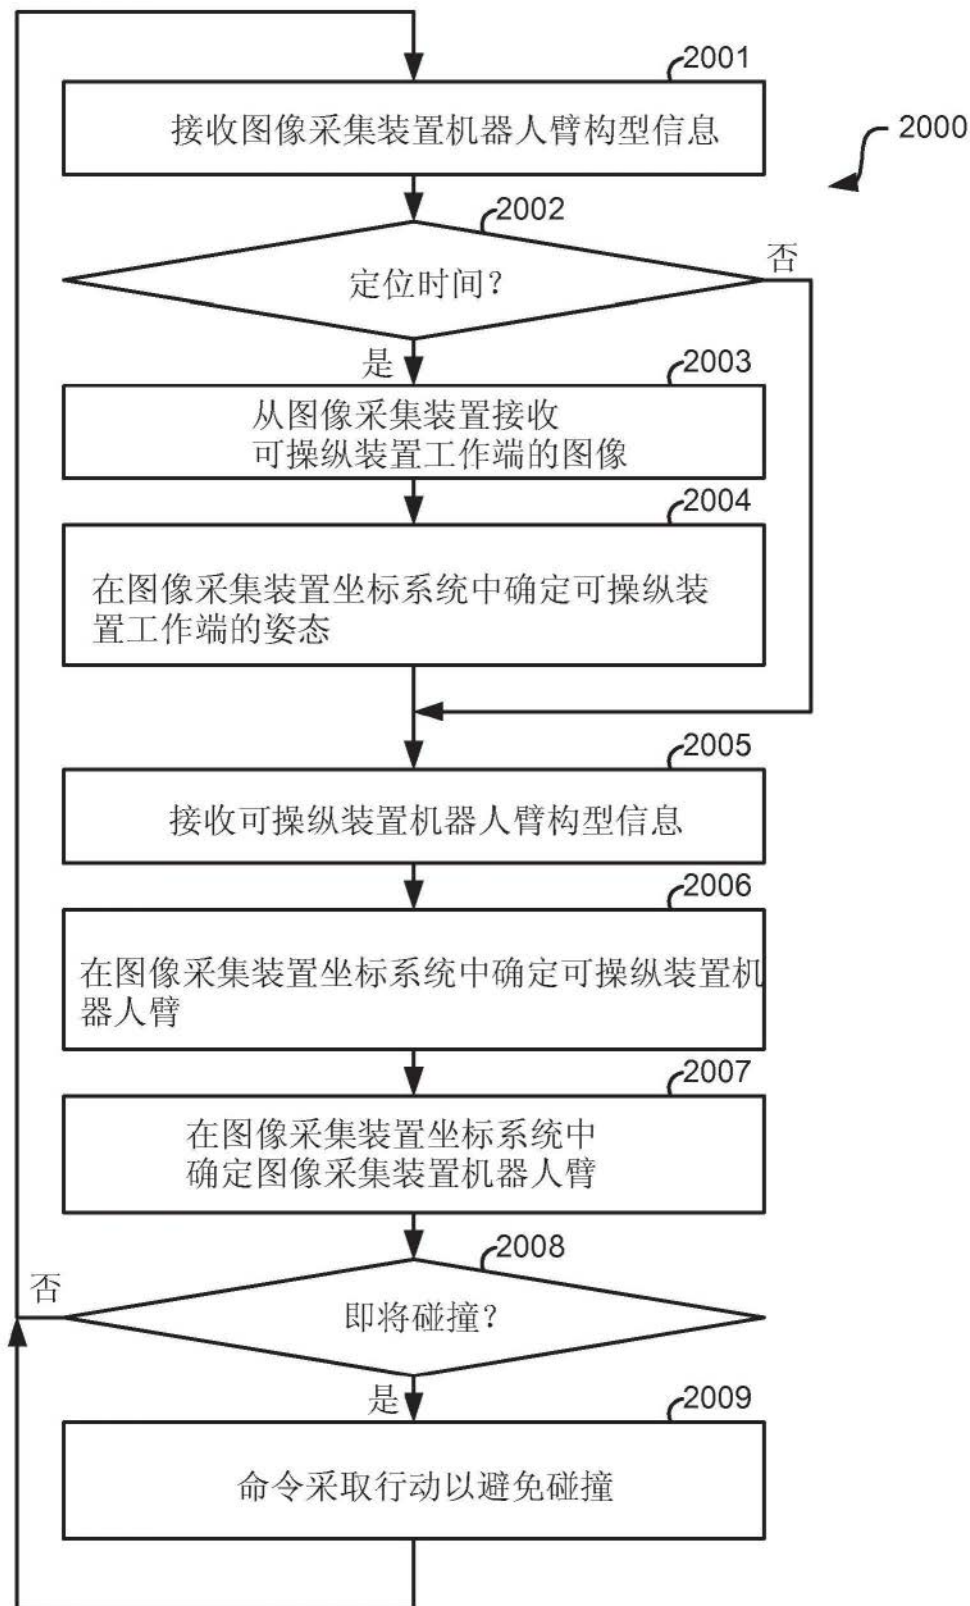 2001
接收图像采集装置机器人臂构型信息
2000
2002
定位时间?
否
是
2003
从图像采集装置接收
可操纵装置工作端的图像
2004
在图像采集装置坐标系统中确定可操纵装
置工作端的姿态
2005
接收可操纵装置机器人臂构型信息
2006
在图像采集装置坐标系统中确定可操纵装置机
器人臂
2007
在图像采集装置坐标系统中
确定图像采集装置机器人臂
2008
否
即将碰撞?
是
2009
命令采取行动以避免碰撞